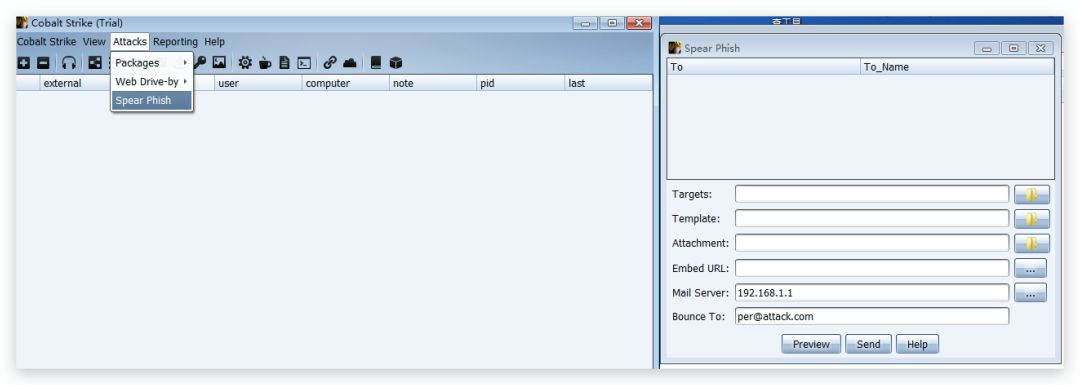 Cobalt Strike (Trial)
Cobalt Strike View Attacks Reporting Help
Packages
Web Drive-by
Spear Phish
external user computer note pid last
Spear Phish
To To_Name
Targets:
Template:
Attachment:
Embed URL:
...
Mail Server: 192.168.1.1
...
Bounce To: per@attack.com
Preview Send Help